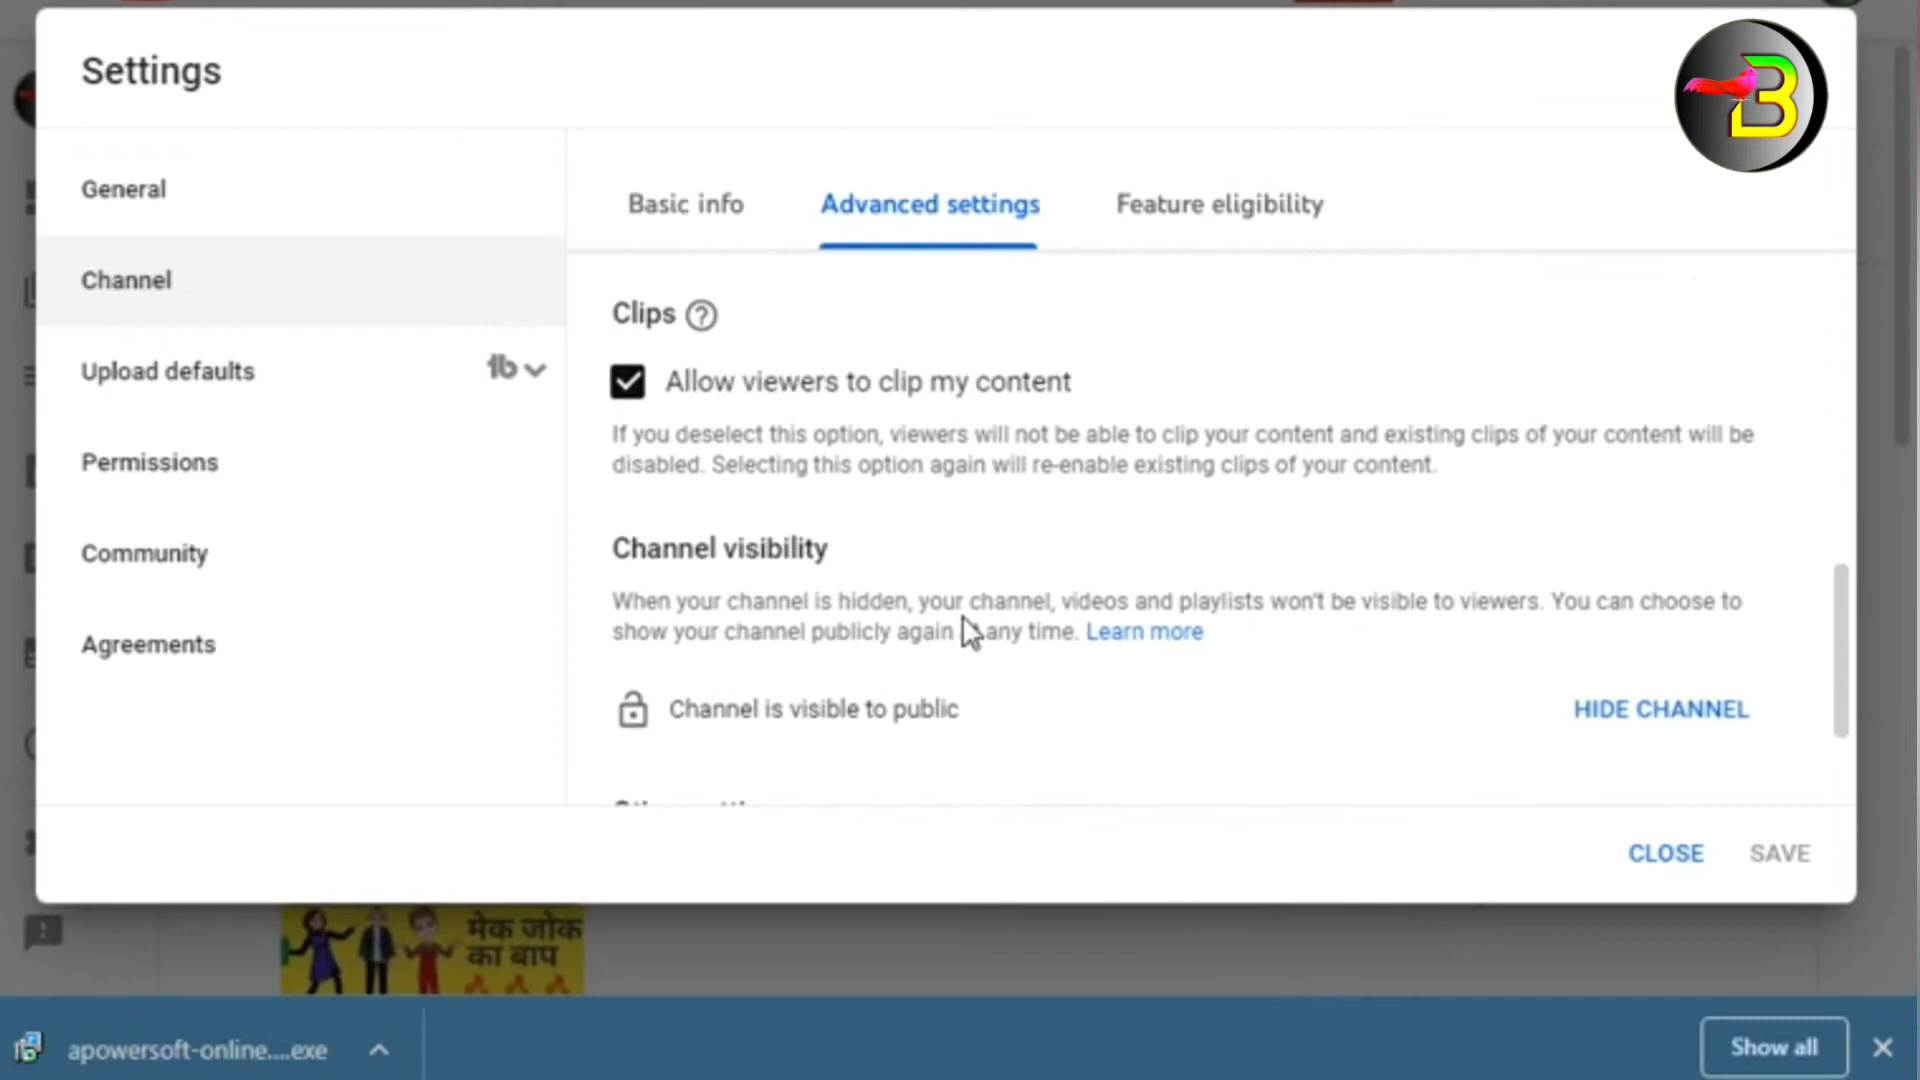 Settings
B
General
Channel
Upload defaults
tb
Permissions
Community
Agreements
Basic info
Advanced settings
Feature eligibility
Clips
Allow viewers to clip my content
If you deselect this option, viewers will not be able to clip your content and existing clips of your content will be
disabled. Selecting this option again will re-enable existing clips of your content.
Channel visibility
When your channel is hidden, your channel, videos and playlists won't be visible to viewers. You can choose to
show your channel publicly again any time. Learn more
Channel is visible to public
HIDE CHANNEL
CLOSE
SAVE
मेक जोक
का बाप
apowersoft-online....exe
Show all